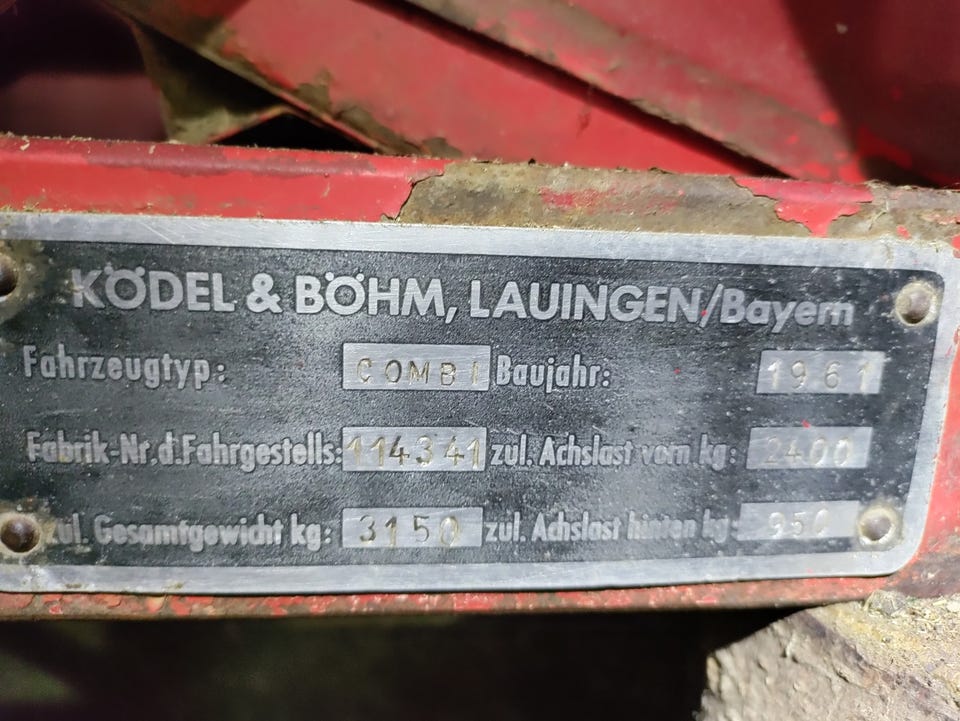 KÖDEL & BÖHM, LAUINGEN/Bayern
Fahrzeugtyp: COMBI Baujahr: 1961
Fabrik-Nr. d. Fahrgestells: 114341 zul. Achslast vorn kg: 2400
zul. Gesamtgewicht kg: 3150 zul. Achslast hinten kg: 950